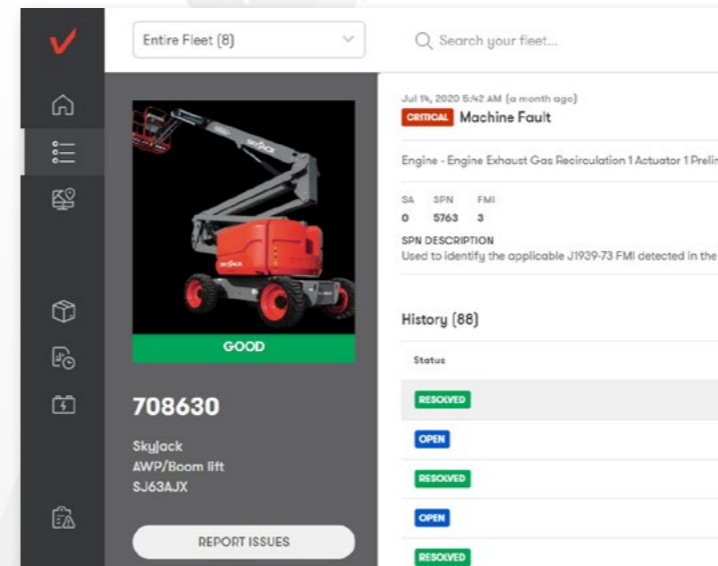 Entire Fleet (8)
Search your fleet...
Jul 14, 2020 5:42 AM (a month ago)
CRITICAL Machine Fault
Engine - Engine Exhaust Gas Recirculation 1 Actuator 1 Prelin
SA SPN FMI
0 5763 3
SPN DESCRIPTION
Used to identify the applicable J1939-73 FMI detected in the
GOOD
708630
Skyjack
AWP/Boom lift
SJ63AJX
REPORT ISSUES
History (88)
Status
RESOLVED
OPEN
RESOLVED
OPEN
RESOLVED
SKYJACK
SKYJACK